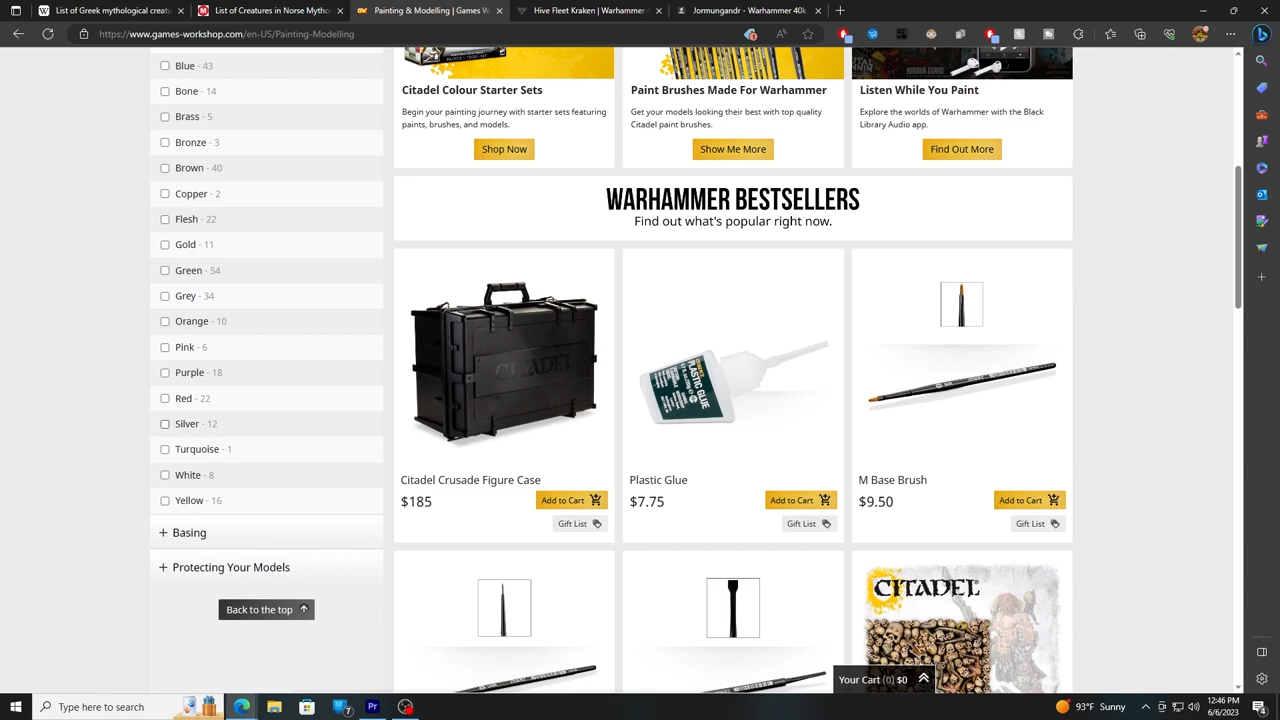 List of Greek mythological creatu
List of Creatures in Norse Mytho
Amazon - Let's
Hive Fleet Kraken - Warhammer
Jormungandr - Warhammer 40k
https://www.games-workshop.com/en-US/Painting-Modelling
Blue - 43
Bone - 14
Brass - 5
Bronze - 3
Brown - 40
Copper - 2
Flesh - 22
Gold - 11
Green - 54
Grey - 34
Orange - 10
Pink - 6
Purple - 18
Red - 22
Silver - 12
Turquoise - 1
White - 8
Yellow - 16
Basing
Protecting Your Models
Back to the top
Citadel Colour Starter Sets
Begin your painting journey with starter sets featuring
paints, brushes, and models.
Shop Now
Paint Brushes Made For Warhammer
Get your models looking their best with top quality
Citadel paint brushes.
Show Me More
Listen While You Paint
Explore the worlds of Warhammer with the Black
Library Audio app.
Find Out More
WARHAMMER BESTSELLERS
Find out what's popular right now.
CITADEL
Citadel Crusade Figure Case
$185
Add to Cart
Gift List
PLASTIC GLUE
Plastic Glue
$7.75
Add to Cart
Gift List
M Base Brush
$9.50
Add to Cart
Gift List
CITADEL
Your Cart (0) $0
Type here to search
93°F Sunny
12:46 PM
6/6/2023